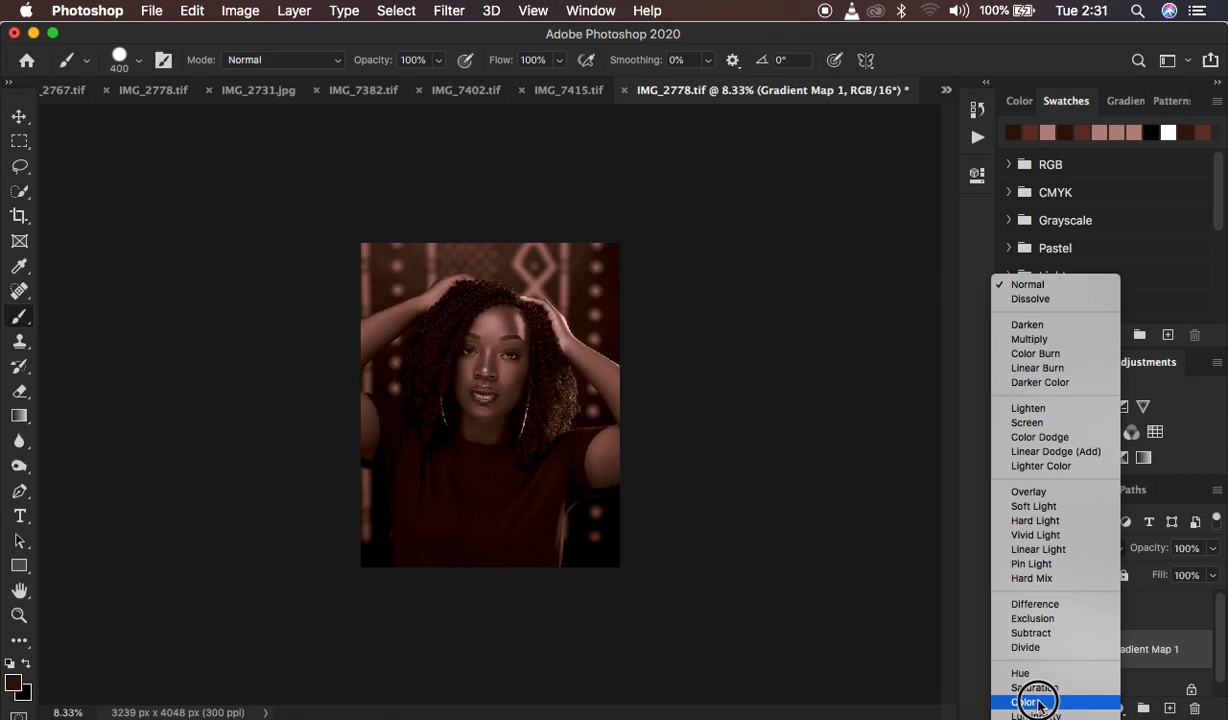 Photoshop File Edit Image Layer Type Select Filter 3D View Window Help 100% Tue 2:31
Adobe Photoshop 2020
400 Mode: Normal Opacity: 100% Flow: 100% Smoothing: 0% 0°
_2767.tif × IMG_2778.tif × IMG_2731.jpg × IMG_7382.tif × IMG_7402.tif × IMG_7415.tif × IMG_2778.tif @ 8.33% (Gradient Map 1, RGB/16*) *
Color Swatches Gradien Pattern
RGB
CMYK
Grayscale
Pastel
Normal
Dissolve
Darken
Multiply
Color Burn
Linear Burn
Darker Color
Lighten
Screen
Color Dodge
Linear Dodge (Add)
Lighter Color
Overlay
Soft Light
Hard Light
Vivid Light
Linear Light
Pin Light
Hard Mix
Difference
Exclusion
Subtract
Divide
Hue
Saturation
Color
Luminosity
djustments
Paths
Opacity: 100%
Fill: 100%
adient Map 1
8.33% 3239 px x 4048 px (300 ppi)